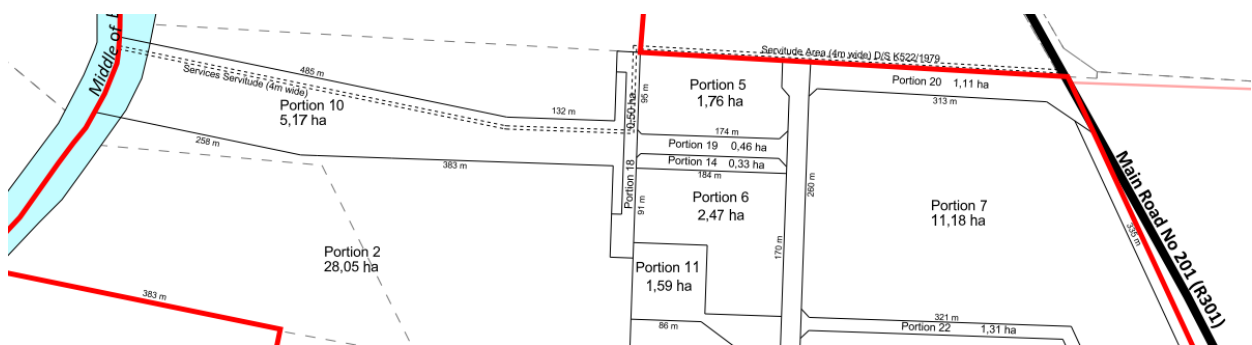 Middle of
485 m
Services Servitude (4m wide)
Portion 10
5,17 ha
132 m
258 m
383 m
Portion 2
28,05 ha
383 m
0,50 ha
Portion 18
95 m
91 m
Servitude Area (4m wide) D/S K522/1979
Portion 5
1,76 ha
174 m
Portion 19 0,46 ha
Portion 14 0,33 ha
184 m
Portion 6
2,47 ha
170 m
Portion 11
1,59 ha
86 m
260 m
Portion 20 1,11 ha
313 m
Portion 7
11,18 ha
335 m
321 m
Portion 22 1,31 ha
Main Road No 201 (R301)